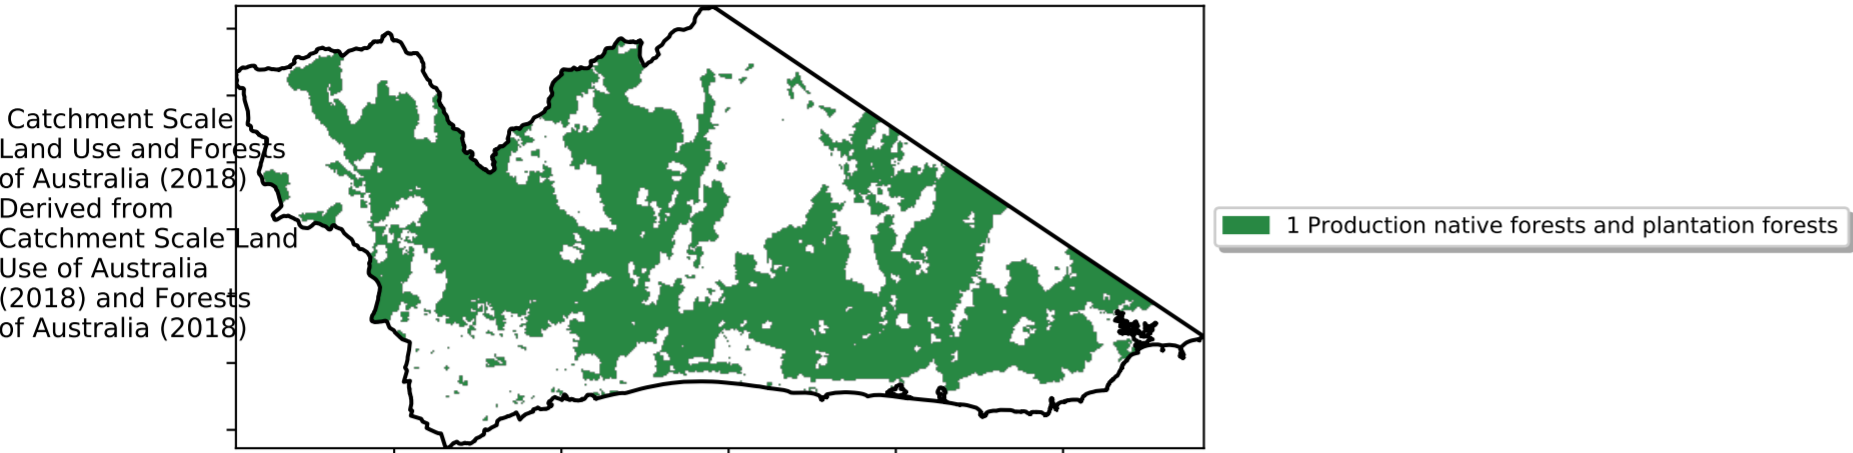 Catchment Scale
Land Use and Forests
of Australia (2018)
Derived from
Catchment Scale Land
Use of Australia
(2018) and Forests
of Australia (2018)
1 Production native forests and plantation forests